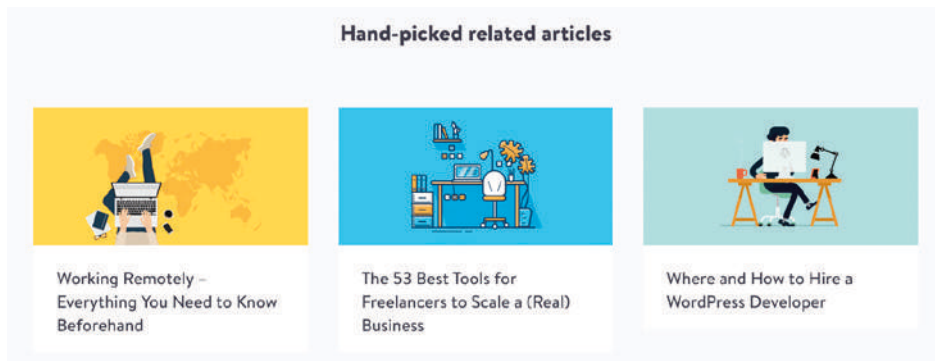 Hand-picked related articles
Working Remotely –
Everything You Need to Know
Beforehand
The 53 Best Tools for
Freelancers to Scale a (Real)
Business
Where and How to Hire a
WordPress Developer